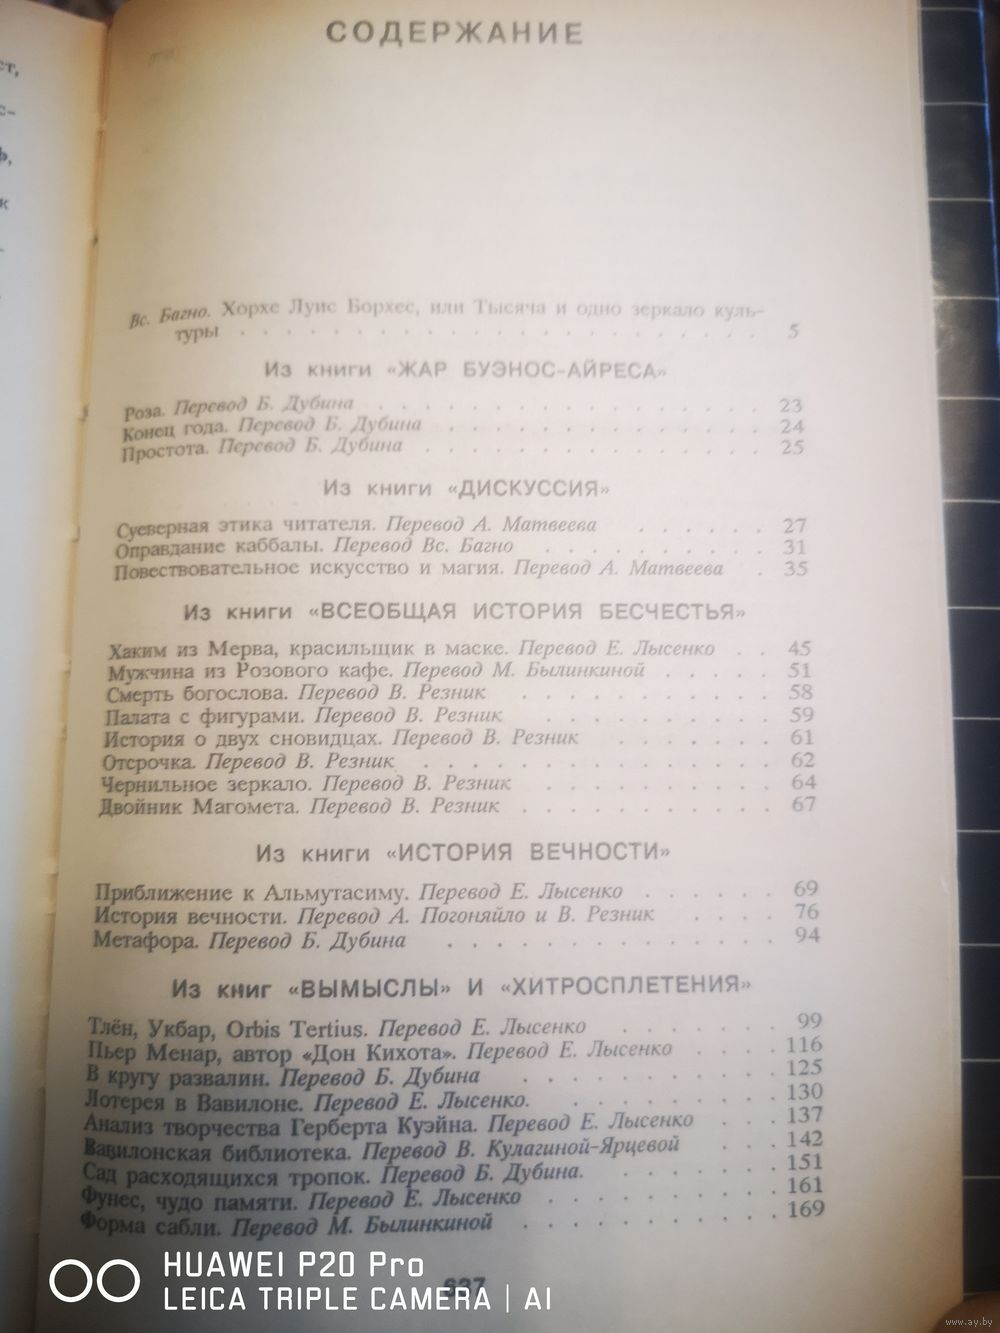 ст,
с-
ф,
к
СОДЕРЖАНИЕ
Вс. Багно. Хорхе Луис Борхес, или Тысяча и одно зеркало куль-
туры . . . . . . . . . . . . . . . . . . . . 5
Из книги «ЖАР БУЭНОС-АЙРЕСА»
Роза. Перевод Б. Дубина . . . . . . . . . . . . . . . 23
Конец года. Перевод Б. Дубина . . . . . . . . . . . . 24
Простота. Перевод Б. Дубина . . . . . . . . . . . . . 25
Из книги «ДИСКУССИЯ»
Суеверная этика читателя. Перевод А. Матвеева . . . . . . 27
Оправдание каббалы. Перевод Вс. Багно . . . . . . . . . . 31
Повествовательное искусство и магия. Перевод А. Матвеева . 35
Из книги «ВСЕОБЩАЯ ИСТОРИЯ БЕСЧЕСТЬЯ»
Хаким из Мерва, красильщик в маске. Перевод Е. Лысенко . . 45
Мужчина из Розового кафе. Перевод М. Былинкиной . . . . . 51
Смерть богослова. Перевод В. Резник . . . . . . . . . . 58
Палата с фигурами. Перевод В. Резник . . . . . . . . . 59
История о двух сновидцах. Перевод В. Резник . . . . . . 61
Отсрочка. Перевод В. Резник . . . . . . . . . . . . . 62
Чернильное зеркало. Перевод В. Резник . . . . . . . . . 64
Двойник Магомета. Перевод В. Резник . . . . . . . . . . 67
Из книги «ИСТОРИЯ ВЕЧНОСТИ»
Приближение к Альмутасиму. Перевод Е. Лысенко . . . . . . 69
История вечности. Перевод А. Погоняйло и В. Резник . . . . 76
Метафора. Перевод Б. Дубина . . . . . . . . . . . . 94
Из книг «ВЫМЫСЛЫ» И «ХИТРОСПЛЕТЕНИЯ»
Тлён, Укбар, Orbis Tertius. Перевод Е. Лысенко . . . . . . 99
Пьер Менар, автор «Дон Кихота». Перевод Е. Лысенко . . . . 116
В кругу развалин. Перевод Б. Дубина . . . . . . . . . . 125
Лотерея в Вавилоне. Перевод Е. Лысенко. . . . . . . . . 130
Анализ творчества Герберта Куэйна. Перевод Е. Лысенко . . . . 137
Вавилонская библиотека. Перевод В. Кулагиной-Ярцевой . . . 142
Сад расходящихся тропок. Перевод Б. Дубина. . . . . . . . 151
Фунес, чудо памяти. Перевод Е. Лысенко . . . . . . . . . 161
Форма сабли. Перевод М. Былинкиной . . . . . . . . . . 169
637
HUAWEI P20 Pro
LEICA TRIPLE CAMERA | AI
www.ay.by